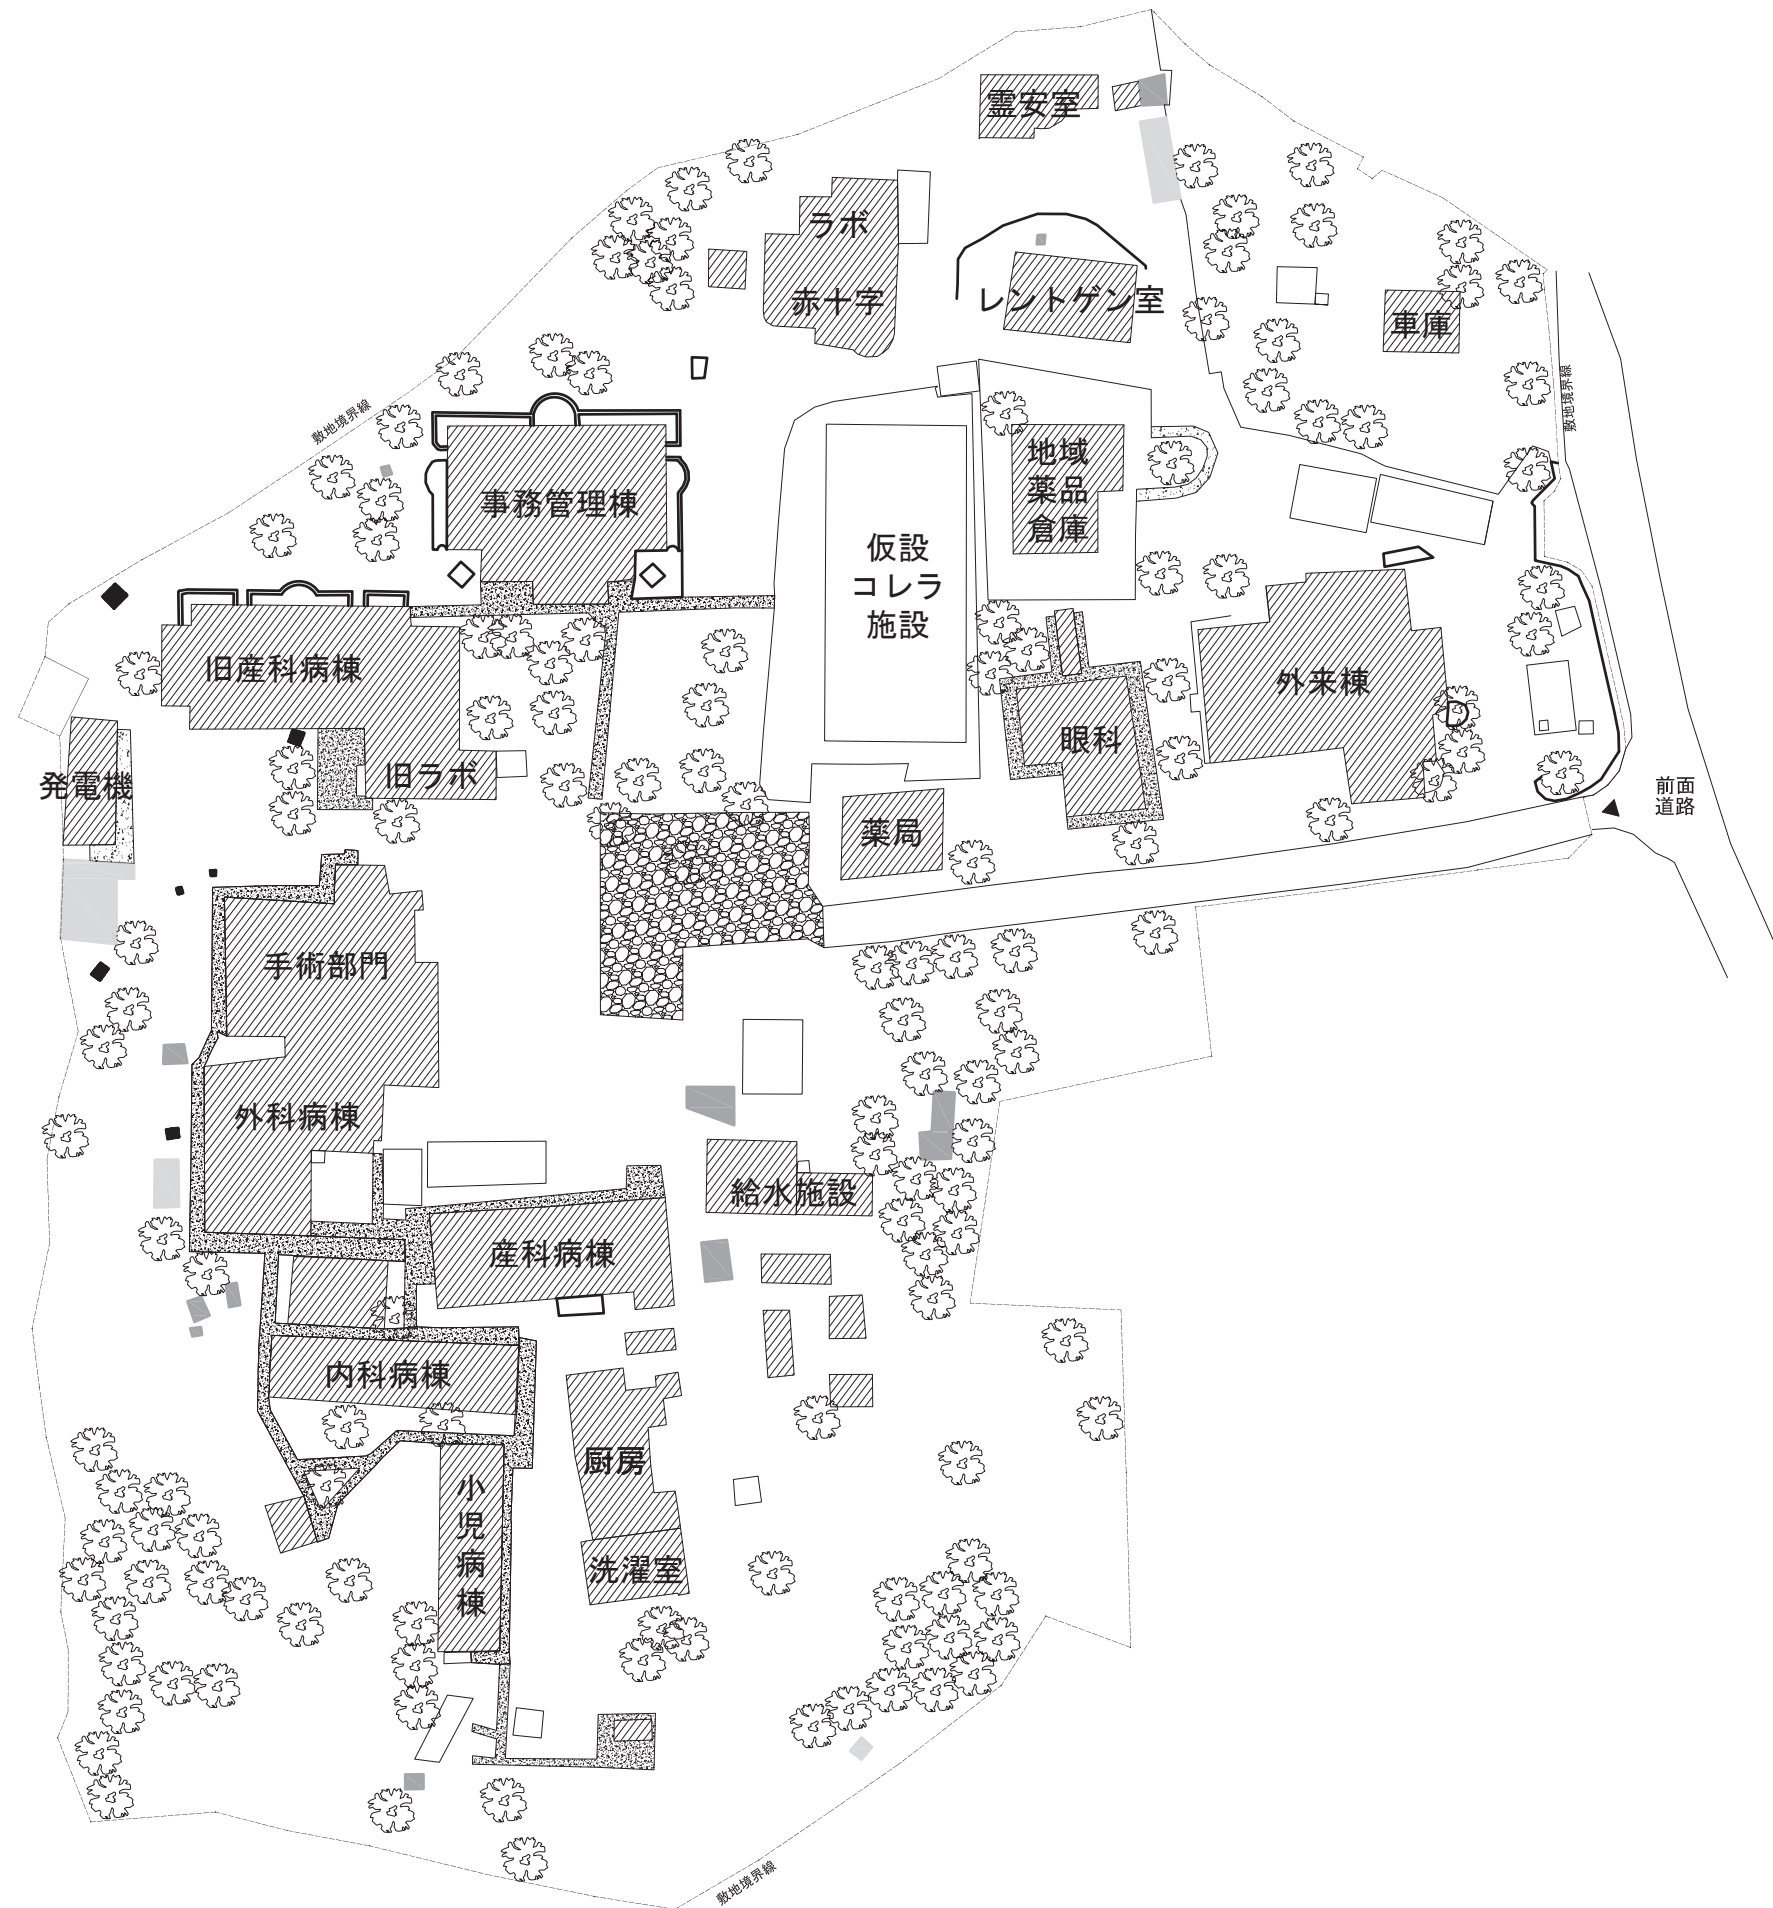 霊安室
ラボ
赤十字
レントゲン室
車庫
敷地境界線
敷地境界線
事務管理棟
地域
薬品
倉庫
仮設
コレラ
施設
旧産科病棟
外来棟
眼科
発電機
旧ラボ
前面
道路
薬局
手術部門
外科病棟
給水施設
産科病棟
内科病棟
厨房
小児病棟
洗濯室
敷地境界線